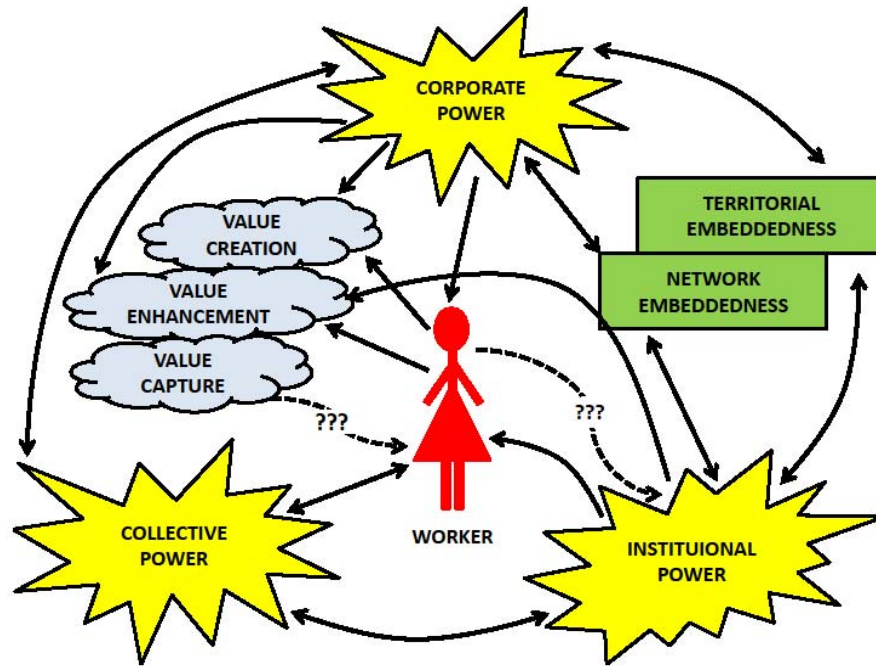 CORPORATE
POWER
VALUE
CREATION
TERRITORIAL
EMBEDDEDNESS
VALUE
ENHANCEMENT
NETWORK
EMBEDDEDNESS
VALUE
CAPTURE
???
???
COLLECTIVE
POWER
WORKER
INSTITUIONAL
POWER